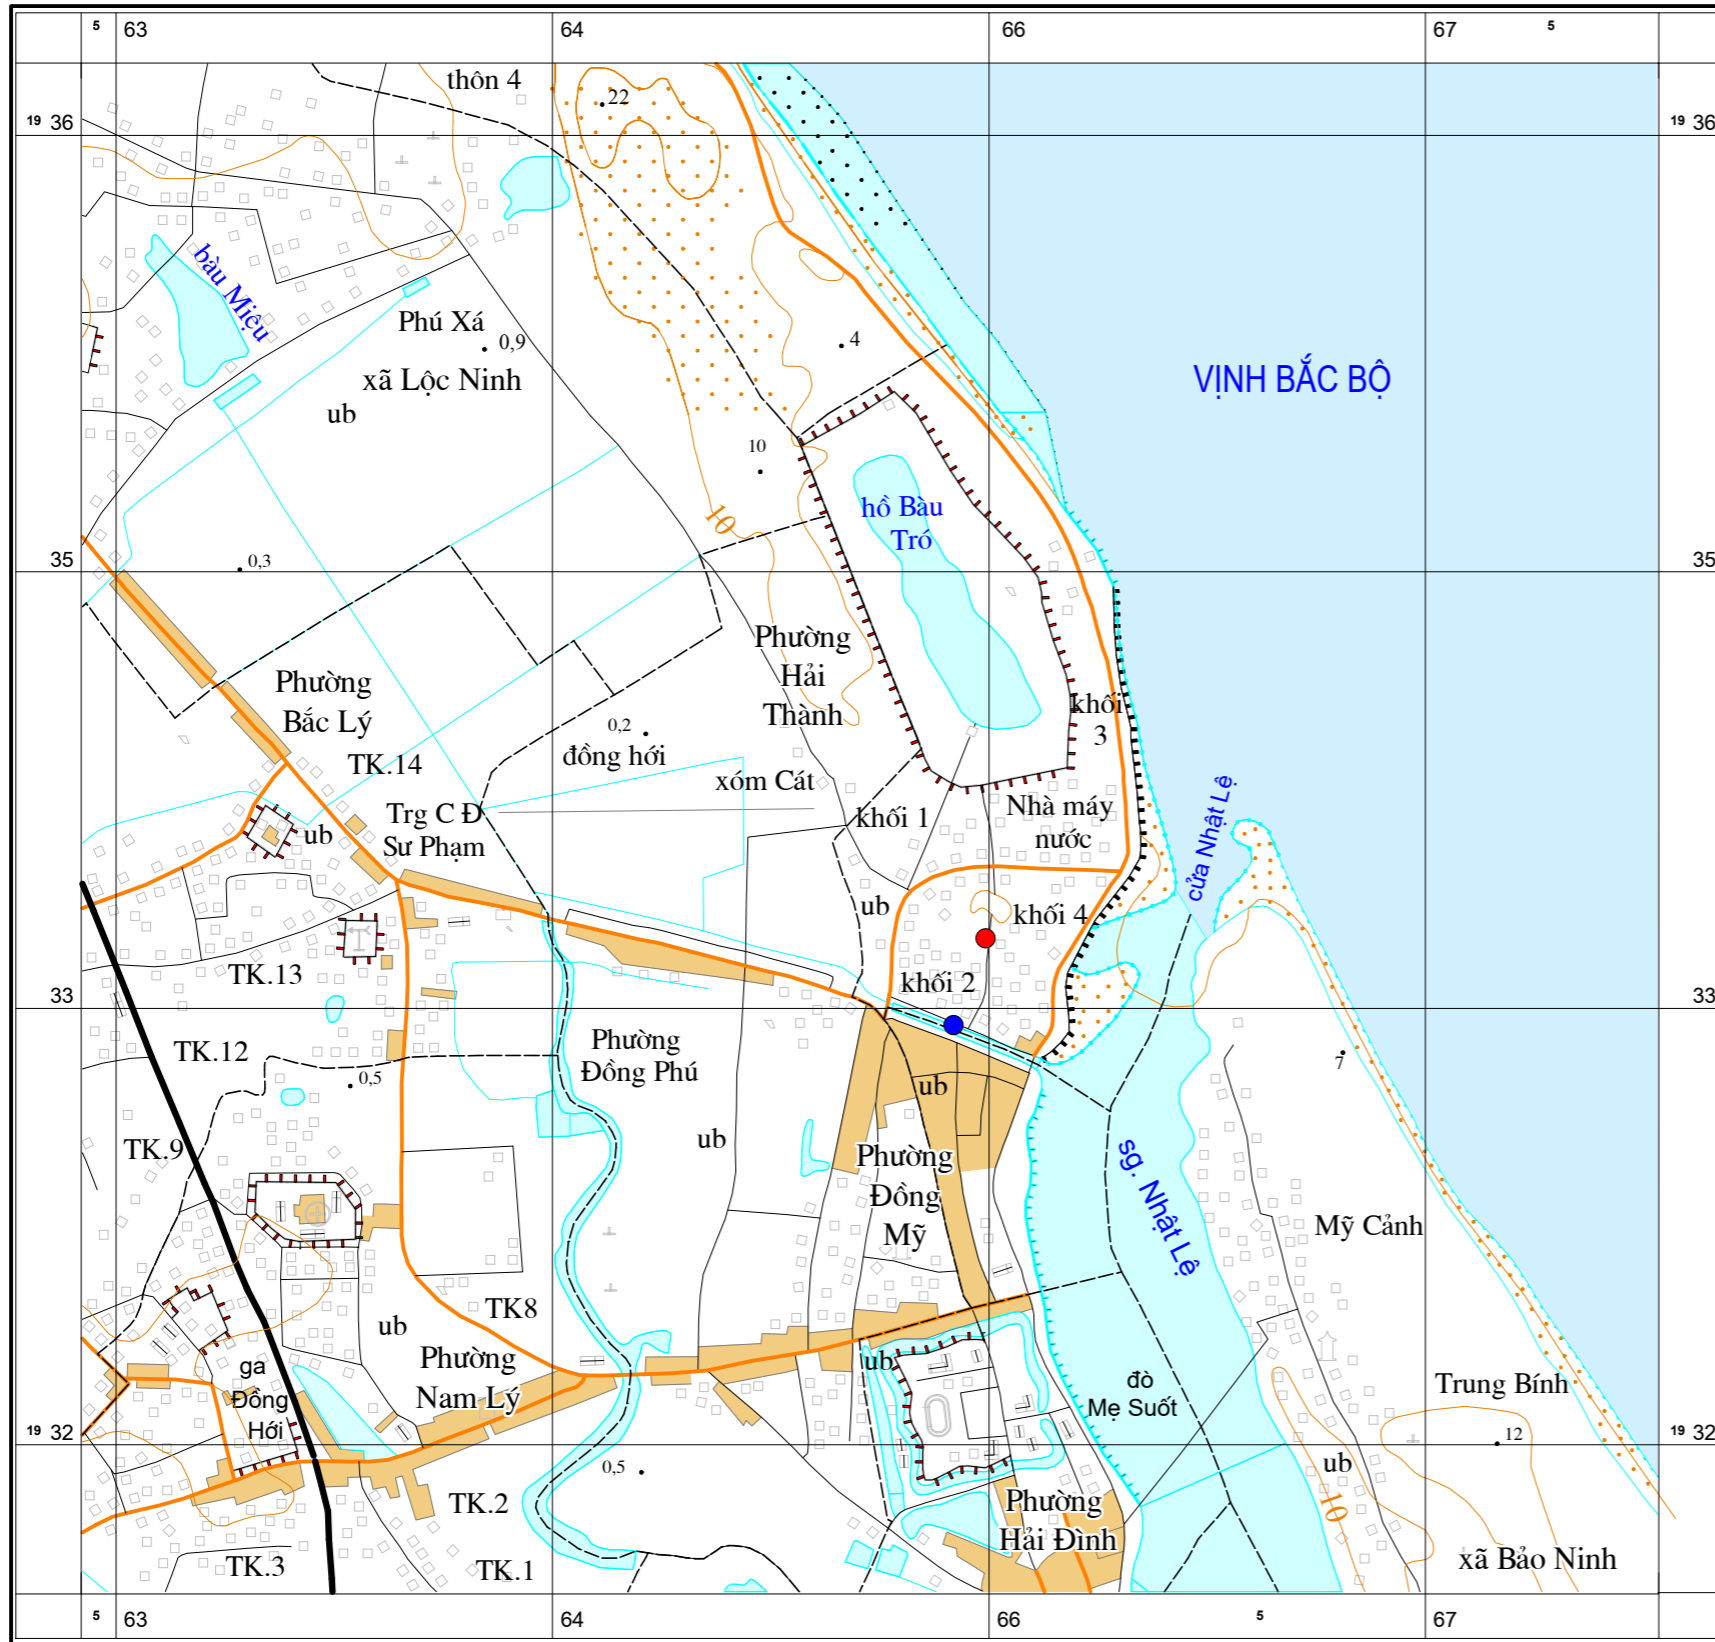 5 63 64 66 67 5
thôn 4
22
19 36
19 36
bàu Miệu
Phú Xá
0,9
4
xã Lộc Ninh
ub
VỊNH BẮC BỘ
10
10
hồ Bàu
Tró
35
0,3
35
Phường
Hải
Thành
Phường
Bắc Lý
khối
3
0,2
đồng hới
TK.14
xóm Cát
Trg C Đ
Sư Phạm
ub
khối 1
Nhà máy
nước
cửa Nhật Lệ
ub
khối 4
TK.13
khối 2
33
33
Phường
Đồng Phú
TK.12
0,5
7
ub
TK.9
ub
Phường
Đồng
Mỹ
sg. Nhật Lệ
Mỹ Cảnh
TK8
ub
Phường
Nam Lý
ub
ga
Đồng
Hới
đò
Mẹ Suốt
Trung Bính
19 32
12
19 32
0,5
ub
10
TK.2
Phường
Hải Đình
TK.3
TK.1
xã Bảo Ninh
5 63 64 66 5 67